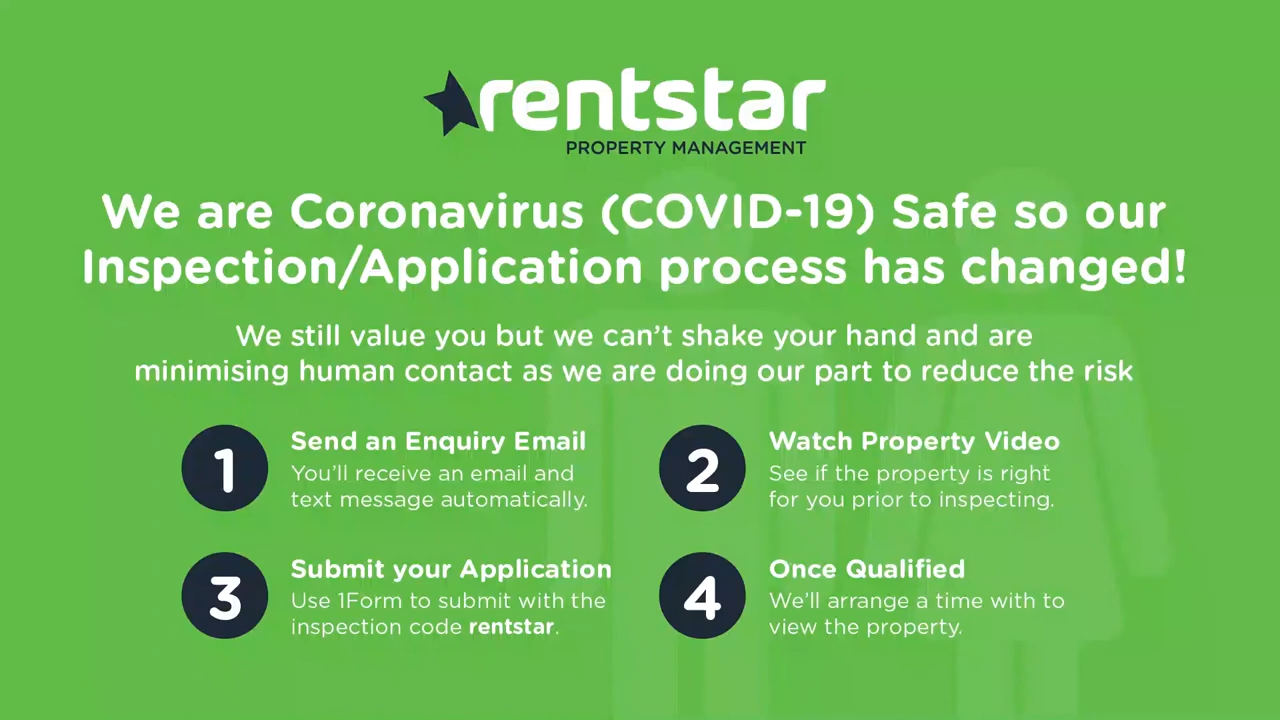 rentstar
PROPERTY MANAGEMENT
We are Coronavirus (COVID-19) Safe so our
Inspection/Application process has changed!
We still value you but we can't shake your hand and are
minimising human contact as we are doing our part to reduce the risk
1
Send an Enquiry Email
You'll receive an email and
text message automatically.
2
Watch Property Video
See if the property is right
for you prior to inspecting.
3
Submit your Application
Use 1Form to submit with the
inspection code rentstar.
4
Once Qualified
We'll arrange a time with to
view the property.